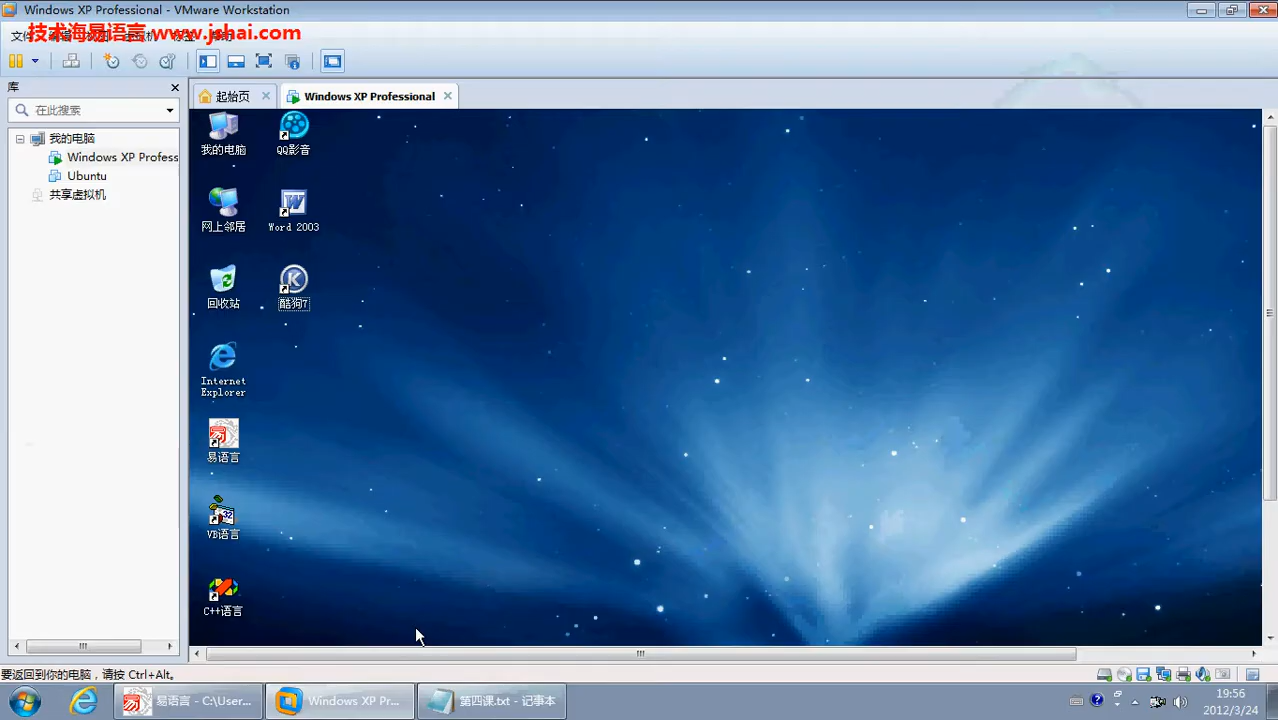 Windows XP Professional - VMware Workstation
技术海易语言 www.jshai.com
库
起始页
Windows XP Professional
在此搜索
我的电脑
Windows XP Profess
Ubuntu
共享虚拟机
我的电脑
QQ影音
网上邻居
Word 2003
回收站
酷狗7
Internet Explorer
易语言
VB语言
C++语言
要返回到你的电脑，请按 Ctrl+Alt。
易语言 - C:\User...
Windows XP Pr...
第四课.txt - 记事本
19:56
2012/3/24